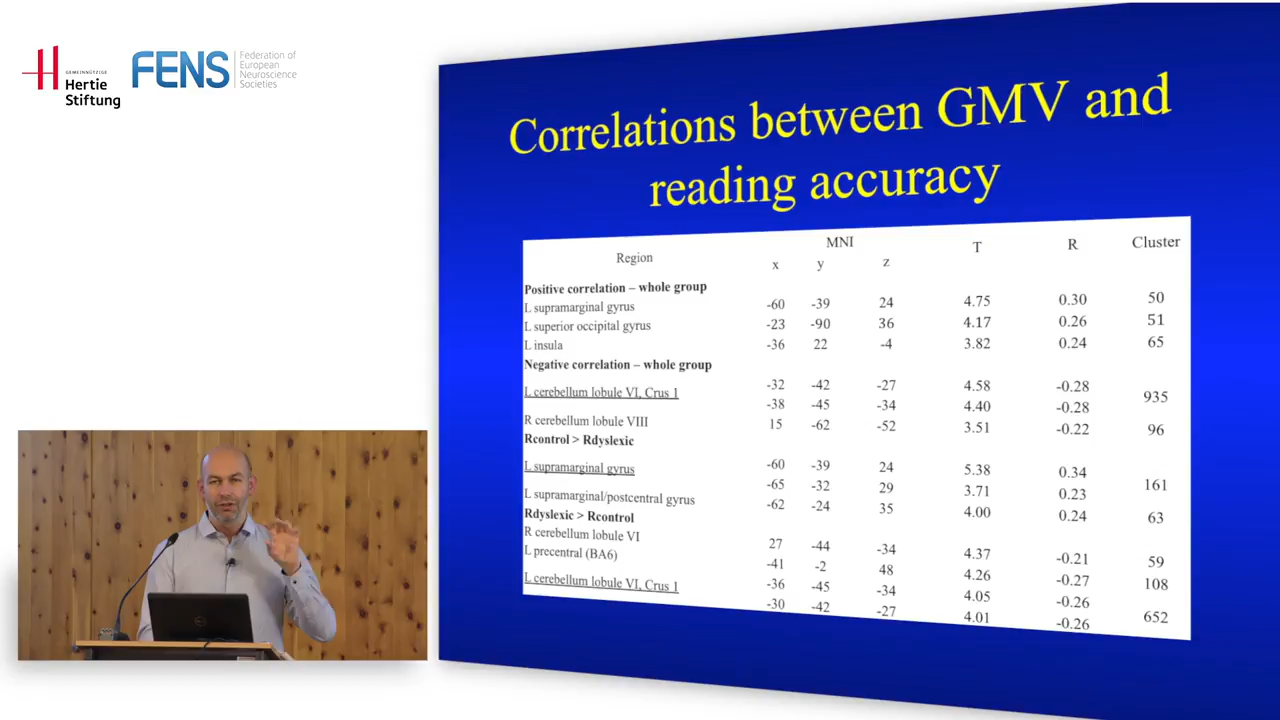 GEMEINNÜTZIGE
Hertie
Stiftung
FENS
Federation of
European
Neuroscience
Societies
Correlations between GMV and
reading accuracy
Region MNI T R Cluster
x y z
Positive correlation – whole group
L supramarginal gyrus -60 -39 24 4.75 0.30 50
L superior occipital gyrus -23 -90 36 4.17 0.26 51
L insula -36 22 -4 3.82 0.24 65
Negative correlation – whole group
L cerebellum lobule VI, Crus 1 -32 -42 -27 4.58 -0.28 935
-38 -45 -34 4.40 -0.28
R cerebellum lobule VIII 15 -62 -52 3.51 -0.22 96
Rcontrol > Rdyslexic
L supramarginal gyrus -60 -39 24 5.38 0.34 161
-65 -32 29 3.71 0.23
L supramarginal/postcentral gyrus -62 -24 35 4.00 0.24 63
Rdyslexic > Rcontrol
R cerebellum lobule VI 27 -44 -34 4.37 -0.21 59
L precentral (BA6) -41 -2 48 4.26 -0.27 108
L cerebellum lobule VI, Crus 1 -36 -45 -34 4.05 -0.26 652
-30 -42 -27 4.01 -0.26
DELL